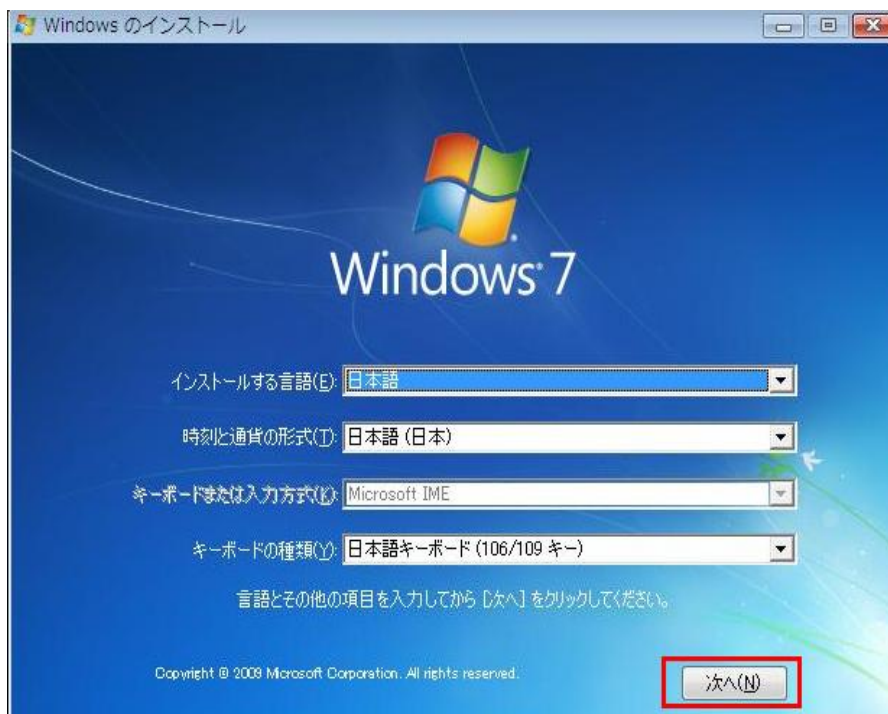 Windows のインストール
Windows® 7
インストールする言語(E): 日本語
時刻と通貨の形式(T): 日本語 (日本)
キーボードまたは入力方式(K): Microsoft IME
キーボードの種類(Y): 日本語キーボード (106/109 キー)
言語とその他の項目を入力してから [次へ] をクリックしてください。
Copyright © 2009 Microsoft Corporation. All rights reserved.
次へ(N)